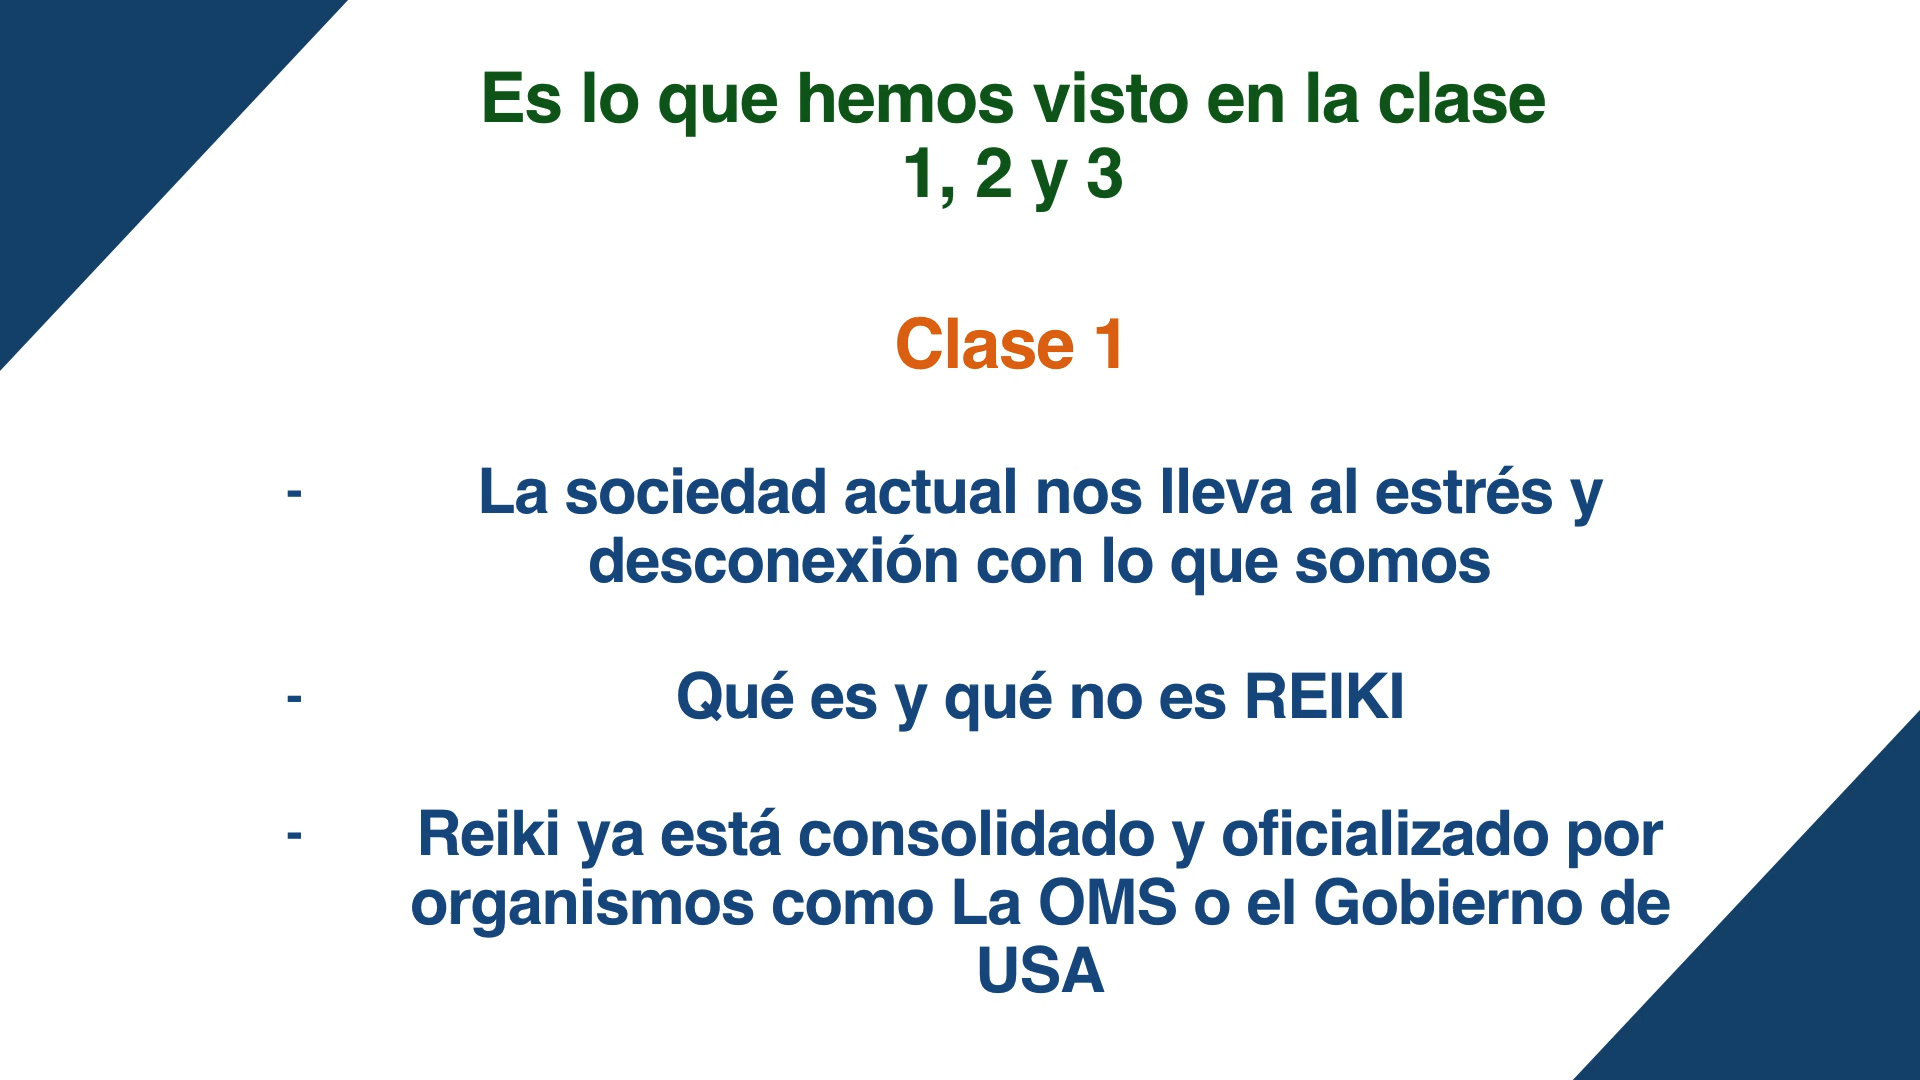 Es lo que hemos visto en la clase
1, 2 y 3
Clase 1
- La sociedad actual nos lleva al estrés y
desconexión con lo que somos
- Qué es y qué no es REIKI
- Reiki ya está consolidado y oficializado por
organismos como La OMS o el Gobierno de
USA